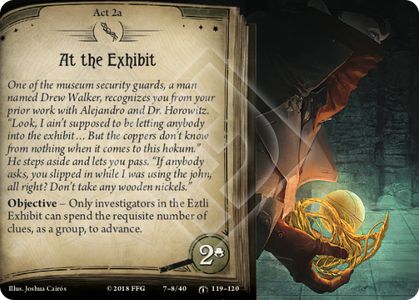 Act 2a
At the Exhibit
One of the museum security guards, a man
named Drew Walker, recognizes you from your
prior work with Alejandro and Dr. Horowitz.
"Look, I ain't supposed to be letting anybody
into the exhibit… But the coppers don't know
from nothing when it comes to this hokum."
He steps aside and lets you pass. "If anybody
asks, you slipped in while I was using the john,
all right? Don't take any wooden nickels."
Objective – Only investigators in the Eztli
Exhibit can spend the requisite number of
clues, as a group, to advance.
2
Illus. Joshua Cairós
© 2018 FFG
7–8/40
119–120